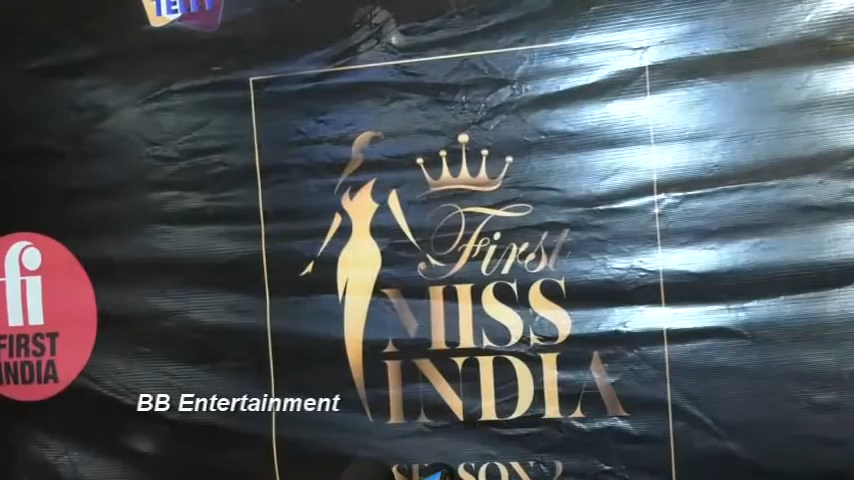 fi
FIRST
INDIA
First
MISS
INDIA
BB Entertainment